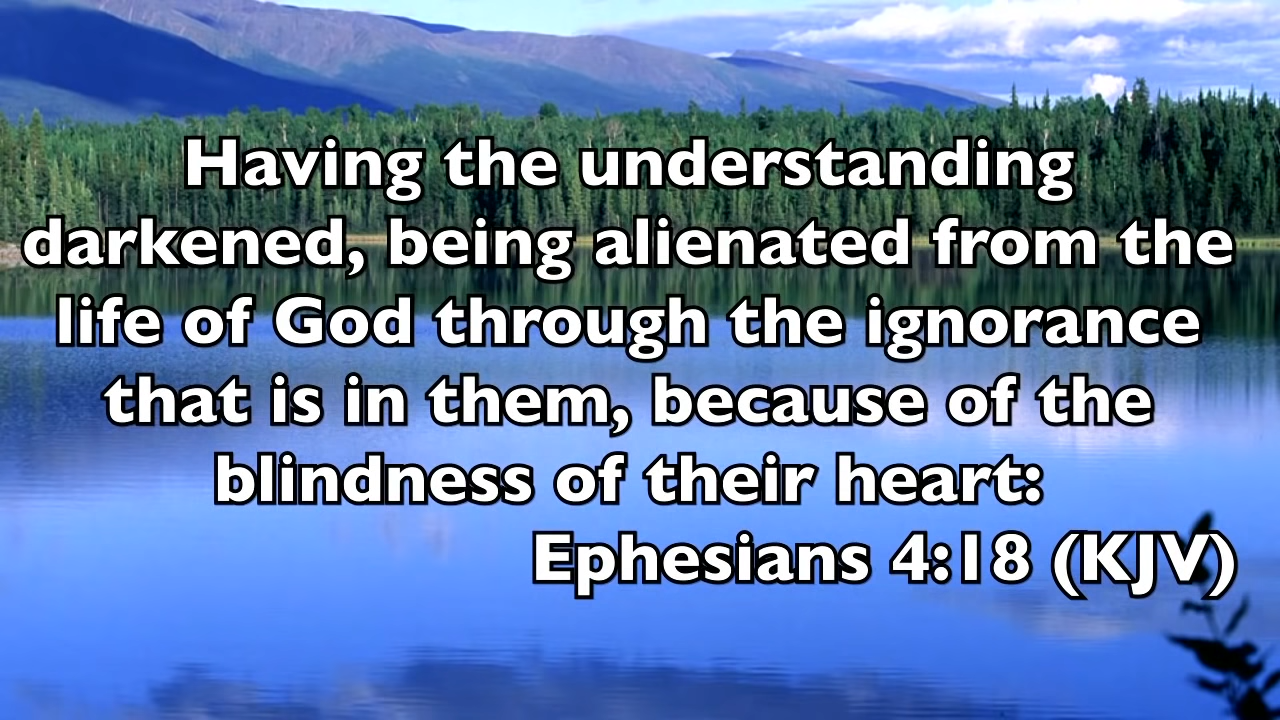 Having the understanding
darkened, being alienated from the
life of God through the ignorance
that is in them, because of the
blindness of their heart:
Ephesians 4:18 (KJV)